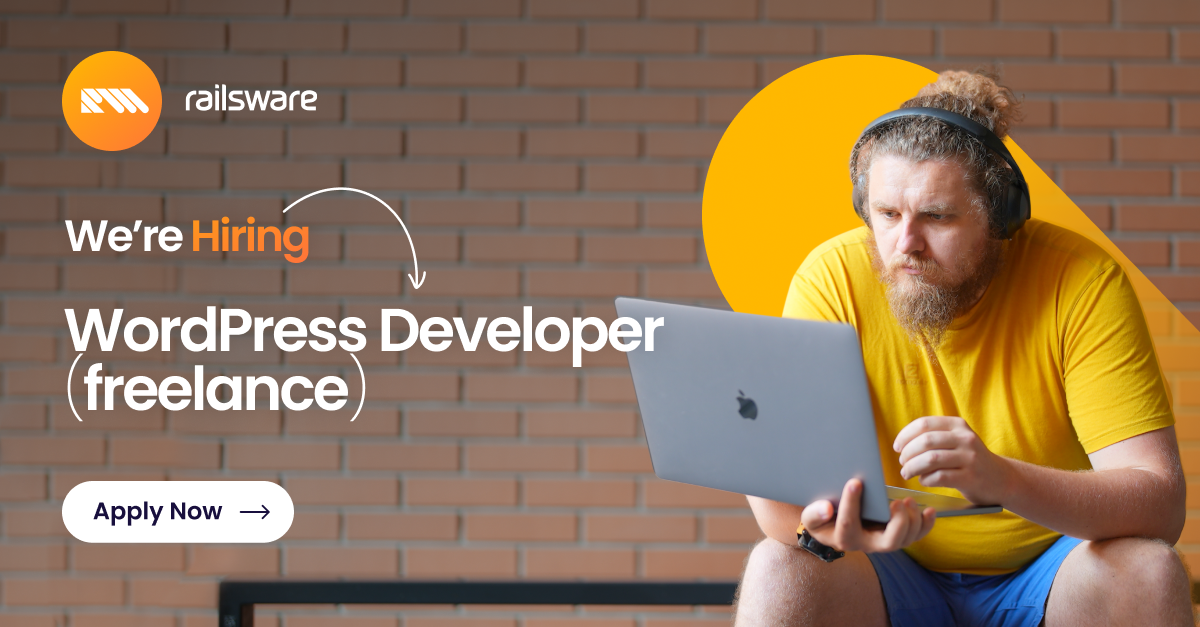 railsware
We’re Hiring
WordPress Developer
(freelance)
Apply Now